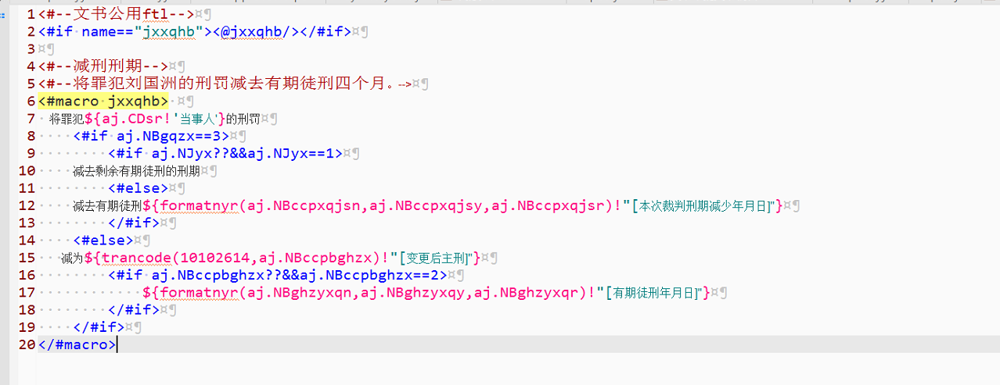 1 <#--文书公用ftl-->¤¶
2 <#if·name=="jxxqhb"><@jxxqhb/></#if>¤¶
3 ¤¶
4 <#--减刑刑期-->¤¶
5 <#--将罪犯刘国洲的刑罚减去有期徒刑四个月。-->¤¶
6 <#macro·jxxqhb>·¤¶
7 ·将罪犯${aj.CDsr!'当事人'}的刑罚¤¶
8 ····<#if·aj.NBgqzx==3>¤¶
9 ········<#if·aj.NJyx??&&aj.NJyx==1>¤¶
10 ····减去剩余有期徒刑的刑期¤¶
11 ········<#else>¤¶
12 ····减去有期徒刑${formatnyr(aj.NBccpxqjsn,aj.NBccpxqjsy,aj.NBccpxqjsr)!"[本次裁判刑期减少年月日]"}¤¶
13 ········</#if>¤¶
14 ····<#else>¤¶
15 ···减为${trancode(10102614,aj.NBccpbghzx)!"[变更后主刑]"}¤¶
16 ········<#if·aj.NBccpbghzx??&&aj.NBccpbghzx==2>¤¶
17 ············${formatnyr(aj.NBghzyxqn,aj.NBghzyxqy,aj.NBghzyxqr)!"[有期徒刑年月日]"}¤¶
18 ········</#if>¤¶
19 ····</#if>¤¶
20 </#macro>